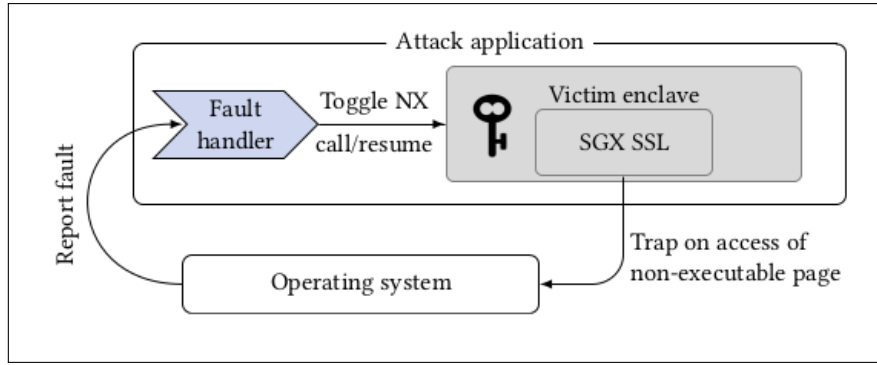 Attack application
Fault
handler
Toggle NX
call/resume
Victim enclave
SGX SSL
Report fault
Trap on access of
non-executable page
Operating system